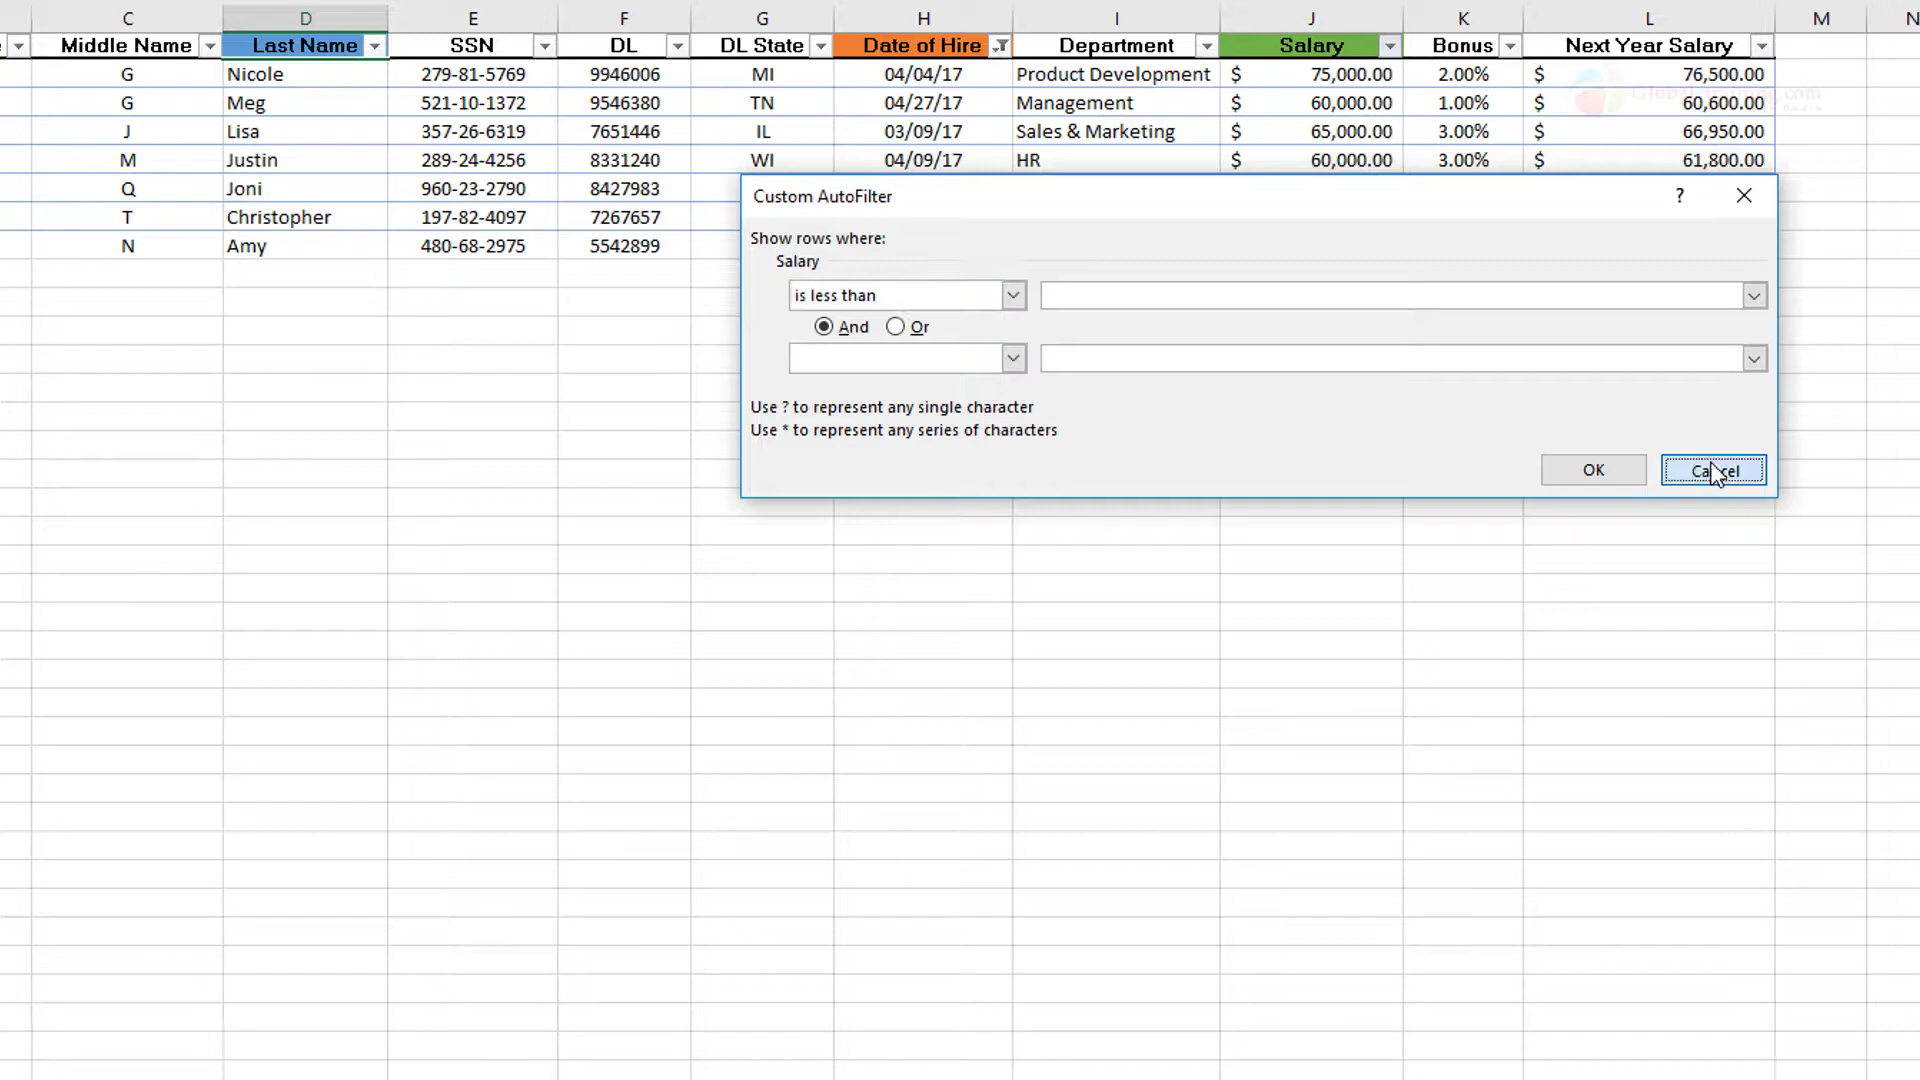 C D E F G H I J K L M N
Middle Name Last Name SSN DL DL State Date of Hire Department Salary Bonus Next Year Salary
G Nicole 279-81-5769 9946006 MI 04/04/17 Product Development $ 75,000.00 2.00% $ 76,500.00
G Meg 521-10-1372 9546380 TN 04/27/17 Management $ 60,000.00 1.00% $ 60,600.00
J Lisa 357-26-6319 7651446 IL 03/09/17 Sales & Marketing $ 65,000.00 3.00% $ 66,950.00
M Justin 289-24-4256 8331240 WI 04/09/17 HR $ 60,000.00 3.00% $ 61,800.00
Q Joni 960-23-2790 8427983
T Christopher 197-82-4097 7267657
N Amy 480-68-2975 5542899
Custom AutoFilter ?
Show rows where:
Salary
is less than
And Or
Use ? to represent any single character
Use * to represent any series of characters
OK Cancel